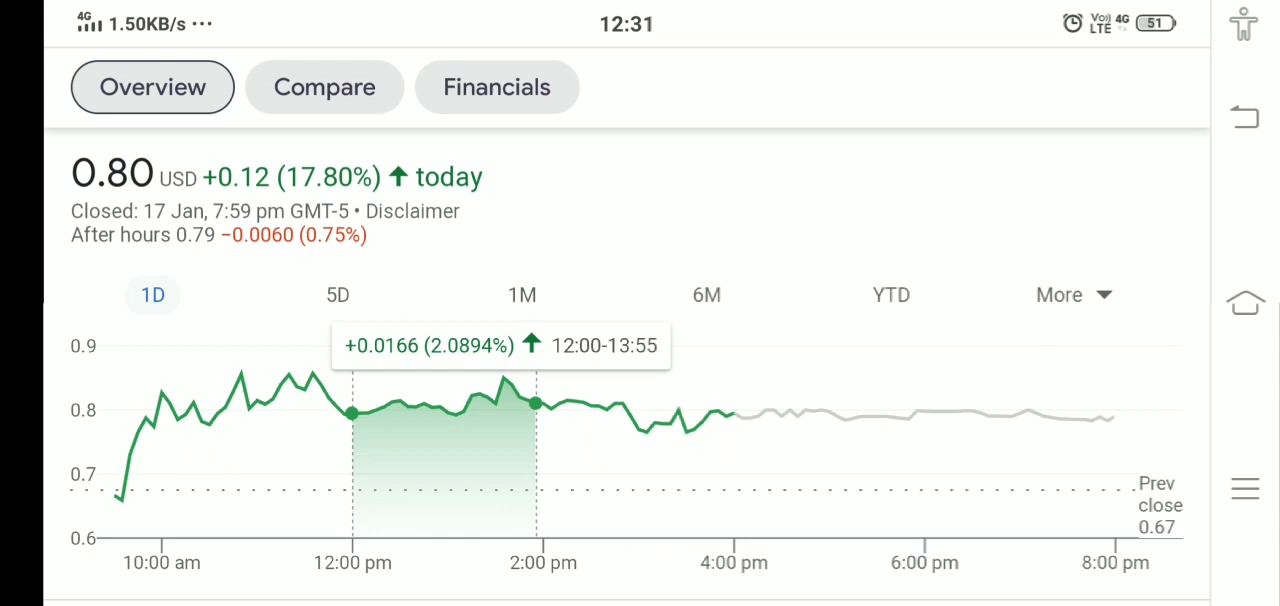 4G 1.50KB/s ··· 12:31 Vo)) LTE 4G 51
Overview Compare Financials
0.80 USD +0.12 (17.80%) ↑ today
Closed: 17 Jan, 7:59 pm GMT-5 • Disclaimer
After hours 0.79 −0.0060 (0.75%)
1D 5D 1M 6M YTD More
+0.0166 (2.0894%) ↑ 12:00-13:55
0.9
0.8
0.7
Prev
close
0.67
0.6
10:00 am 12:00 pm 2:00 pm 4:00 pm 6:00 pm 8:00 pm